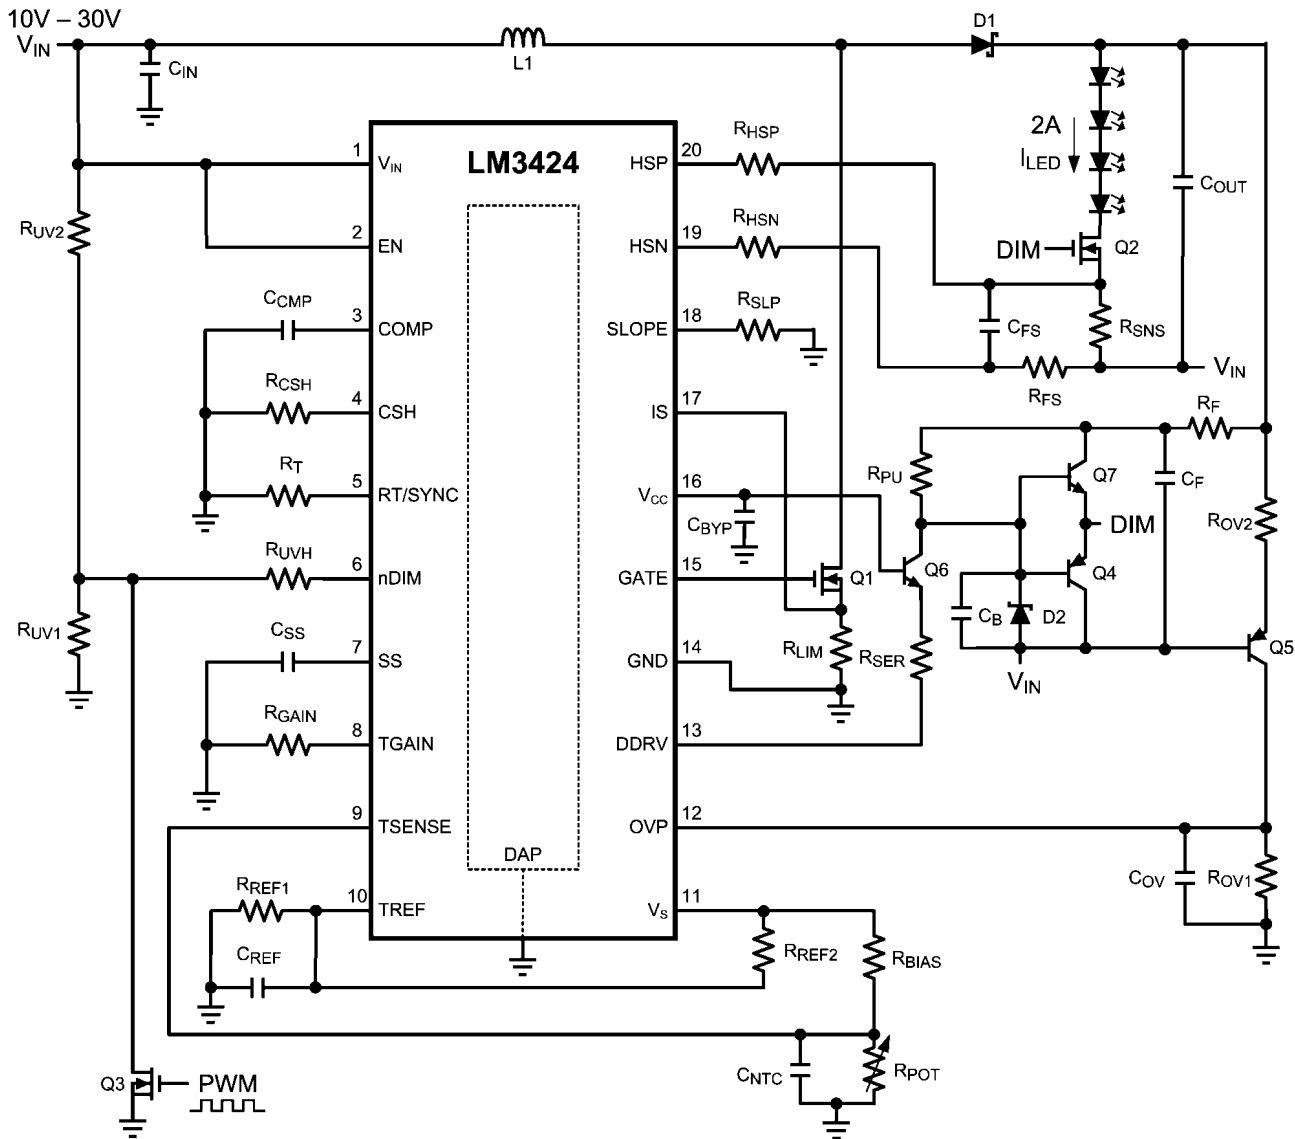 10V – 30V
VIN
CIN
L1
D1
2A
ILED
COUT
DIM
Q2
LM3424
1
VIN
2
EN
3
COMP
4
CSH
5
RT/SYNC
6
nDIM
7
SS
8
TGAIN
9
TSENSE
10
TREF
20
HSP
19
HSN
18
SLOPE
17
IS
16
VCC
15
GATE
14
GND
13
DDRV
12
OVP
11
VS
DAP
RUV2
CCMP
RCSH
RT
RUVH
RUV1
CSS
RGAIN
RREF1
CREF
Q3
PWM
RHSP
RHSN
RSLP
CFS
RSNS
RFS
VIN
RF
RPU
Q7
CF
CBYP
DIM
ROV2
Q1
Q6
Q4
CB
D2
RLIM
RSER
VIN
Q5
COV
ROV1
RREF2
RBIAS
CNTC
RPOT